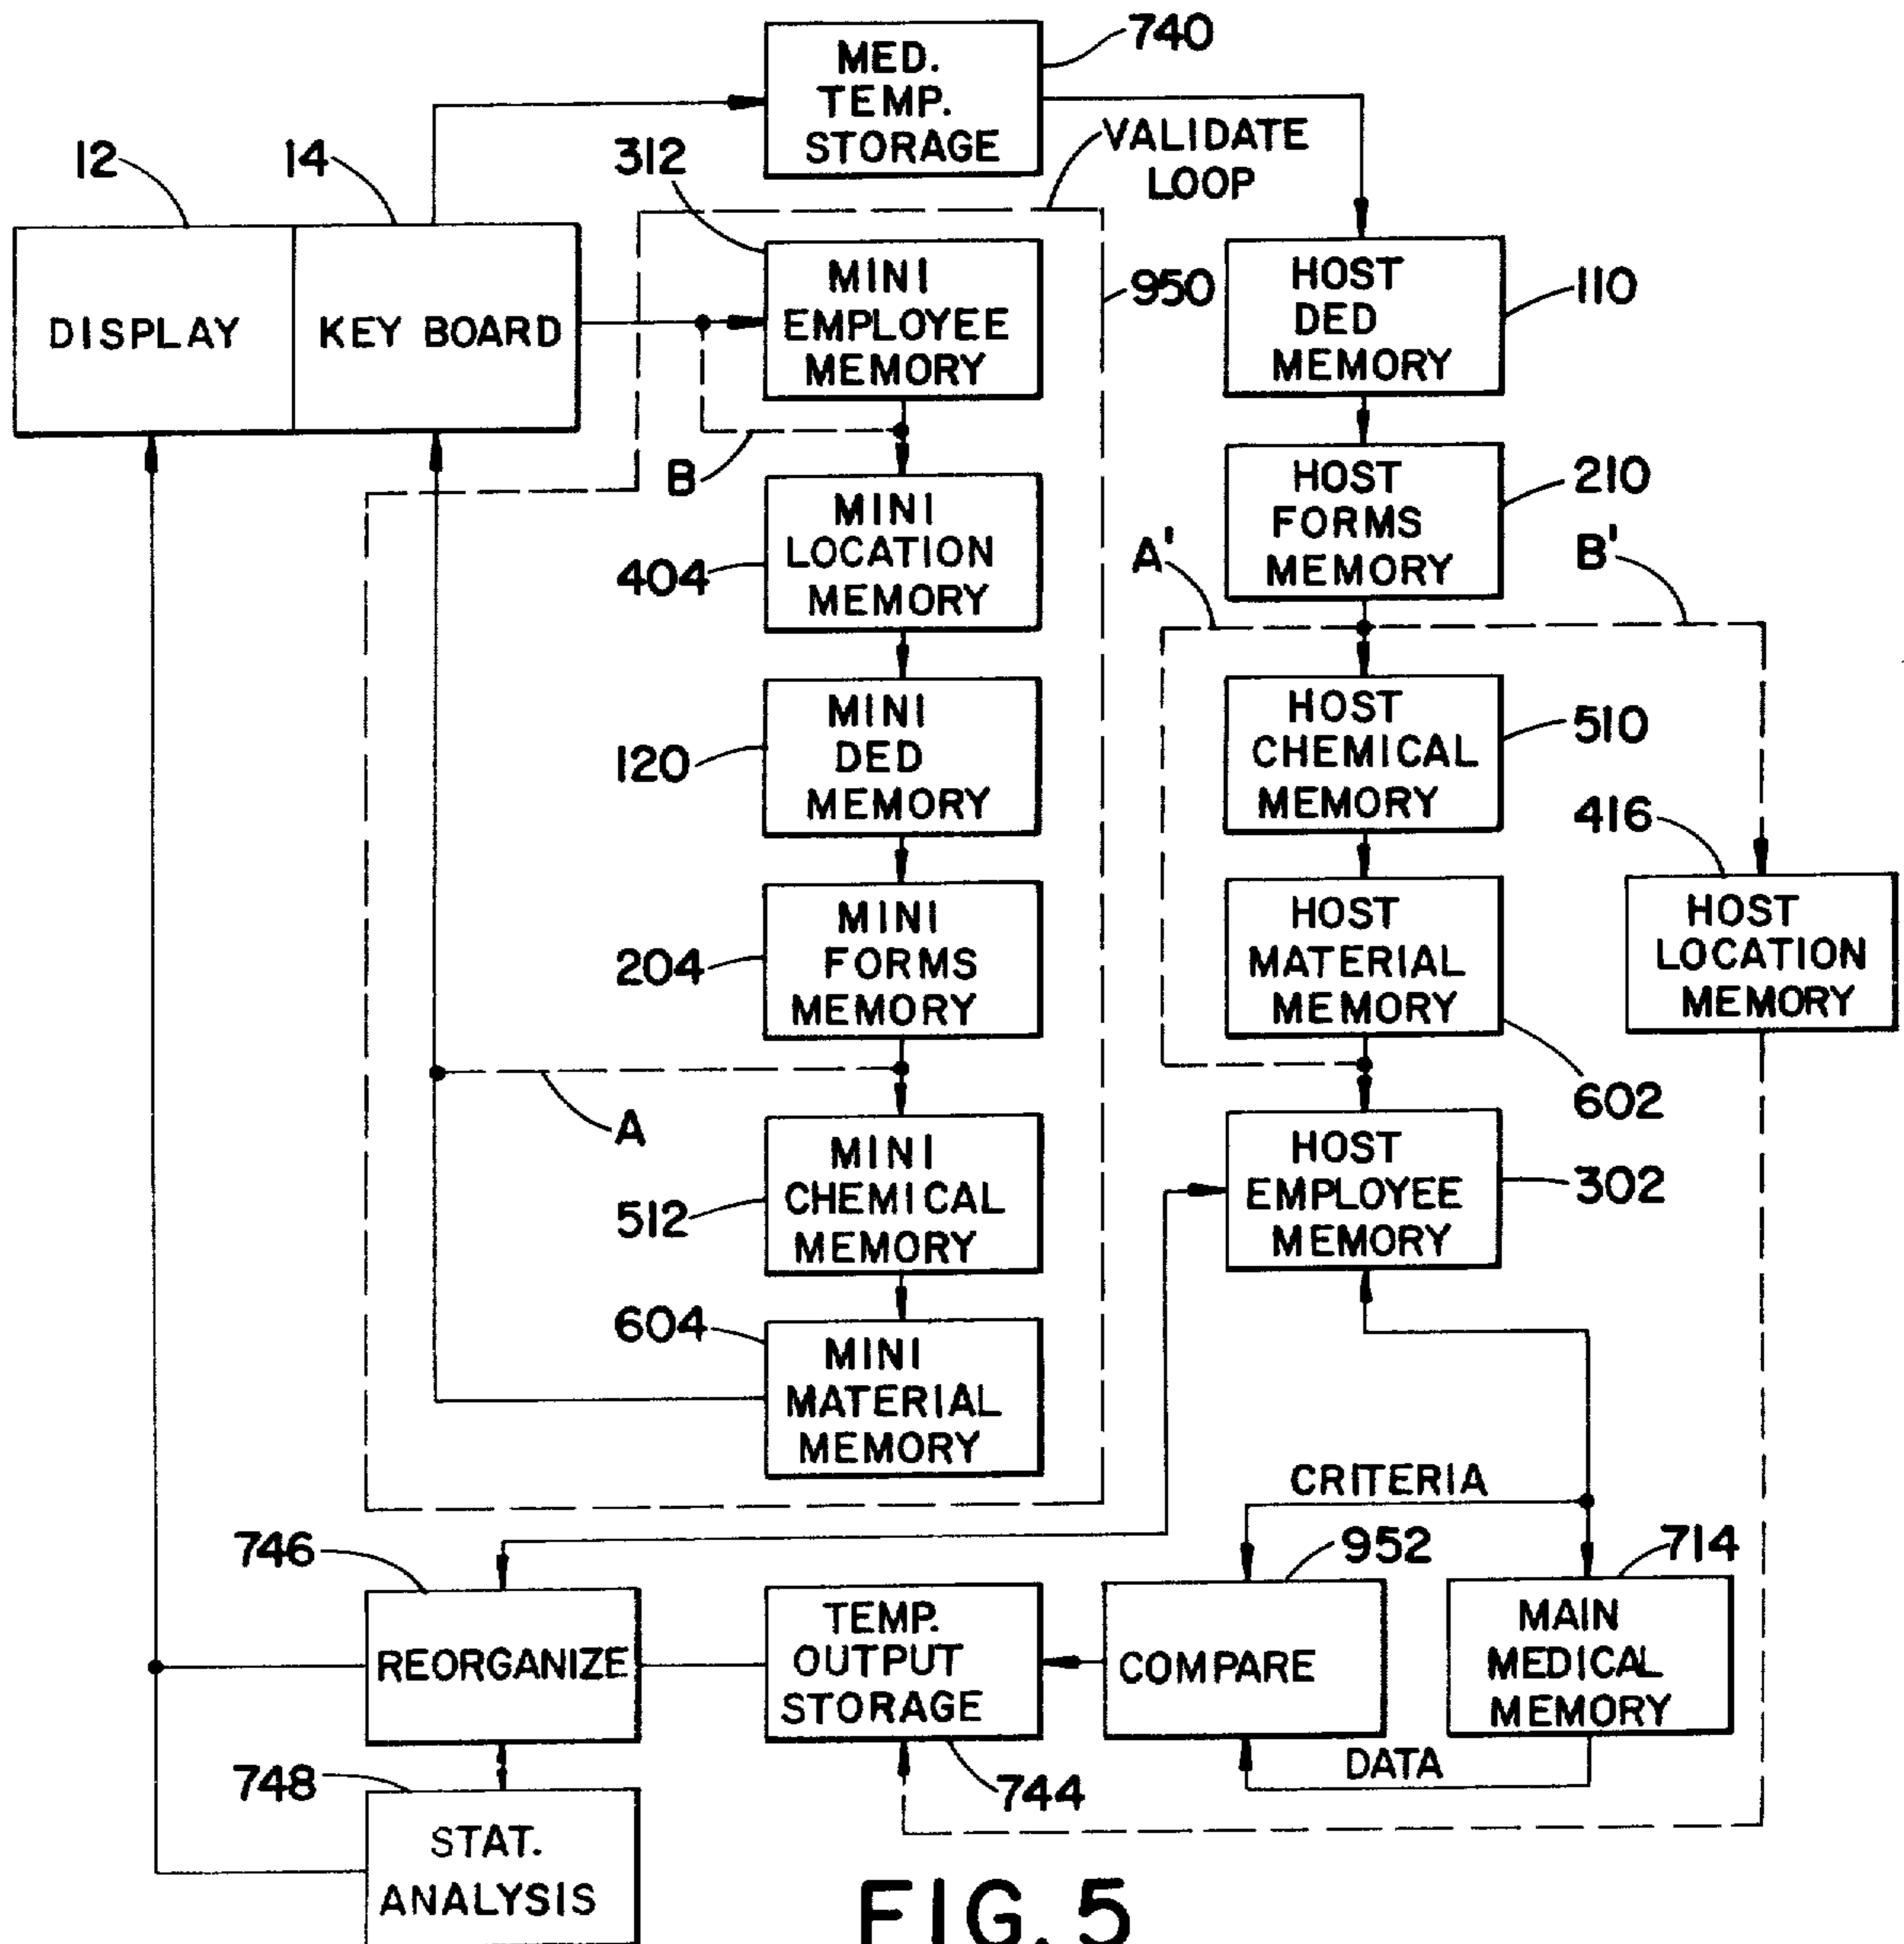 740
MED.
TEMP.
STORAGE
VALIDATE
LOOP
12
14
312
DISPLAY
KEY BOARD
MINI
EMPLOYEE
MEMORY
950
HOST
DED
MEMORY
110
B
MINI
LOCATION
MEMORY
404
HOST
FORMS
MEMORY
210
A'
B'
MINI
DED
MEMORY
120
HOST
CHEMICAL
MEMORY
510
416
MINI
FORMS
MEMORY
204
HOST
MATERIAL
MEMORY
602
HOST
LOCATION
MEMORY
A
MINI
CHEMICAL
MEMORY
512
HOST
EMPLOYEE
MEMORY
302
604
MINI
MATERIAL
MEMORY
CRITERIA
746
952
714
REORGANIZE
TEMP.
OUTPUT
STORAGE
COMPARE
MAIN
MEDICAL
MEMORY
748
744
DATA
STAT.
ANALYSIS
FIG. 5